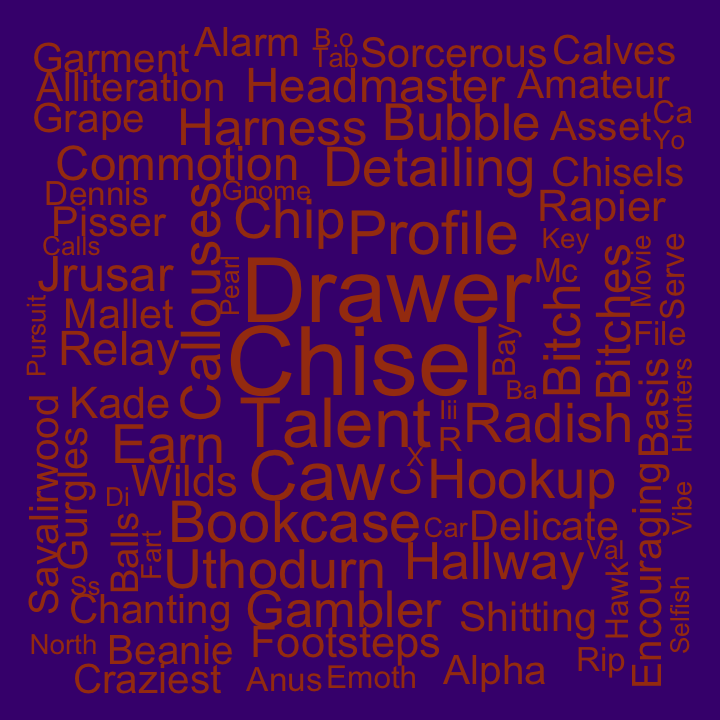 Garment
Alarm
B.o
Tab
Sorcerous
Calves
Alliteration
Headmaster
Amateur
Grape
Harness
Bubble
Asset
Ca
Yo
Commotion
Detailing
Chisels
Dennis
Gnome
Pisser
Chip
Profile
Rapier
Calls
Key
Jrusar
Callouses
Pearl
Drawer
Mc
Bitch
Bitches
Movie
Serve
Pursuit
Mallet
Relay
Chisel
Bay
File
Kade
Ba
Basis
Hunters
Earn
Talent
Iii
R
Radish
Sayalirwood
Gurgles
Wilds
Caw
C
X
Hookup
Di
Balls
Fart
Bookcase
Car
Delicate
Vibe
Encouraging
Uthodurn
Hallway
Val
Hawk
Selfish
Ss
Chanting
Gambler
Shitting
North
Beanie
Footsteps
Rip
Craziest
Anus
Emoth
Alpha